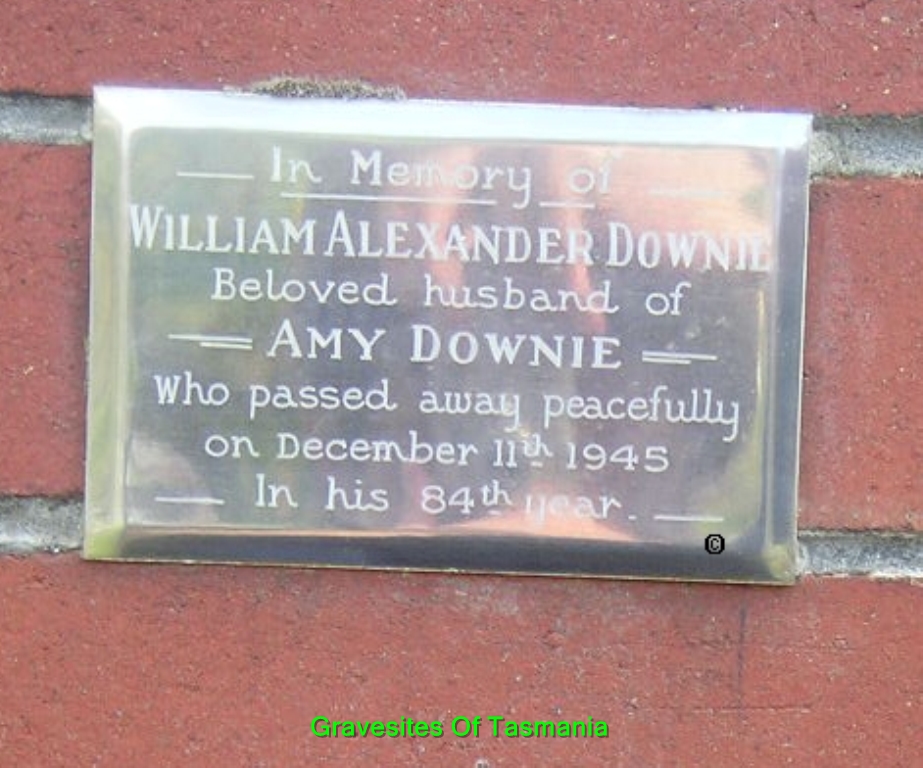 In Memory of
WILLIAM ALEXANDER DOWNIE
Beloved husband of
AMY DOWNIE
Who passed away peacefully
on December 11th 1945
In his 84th year.
©
Gravesites Of Tasmania